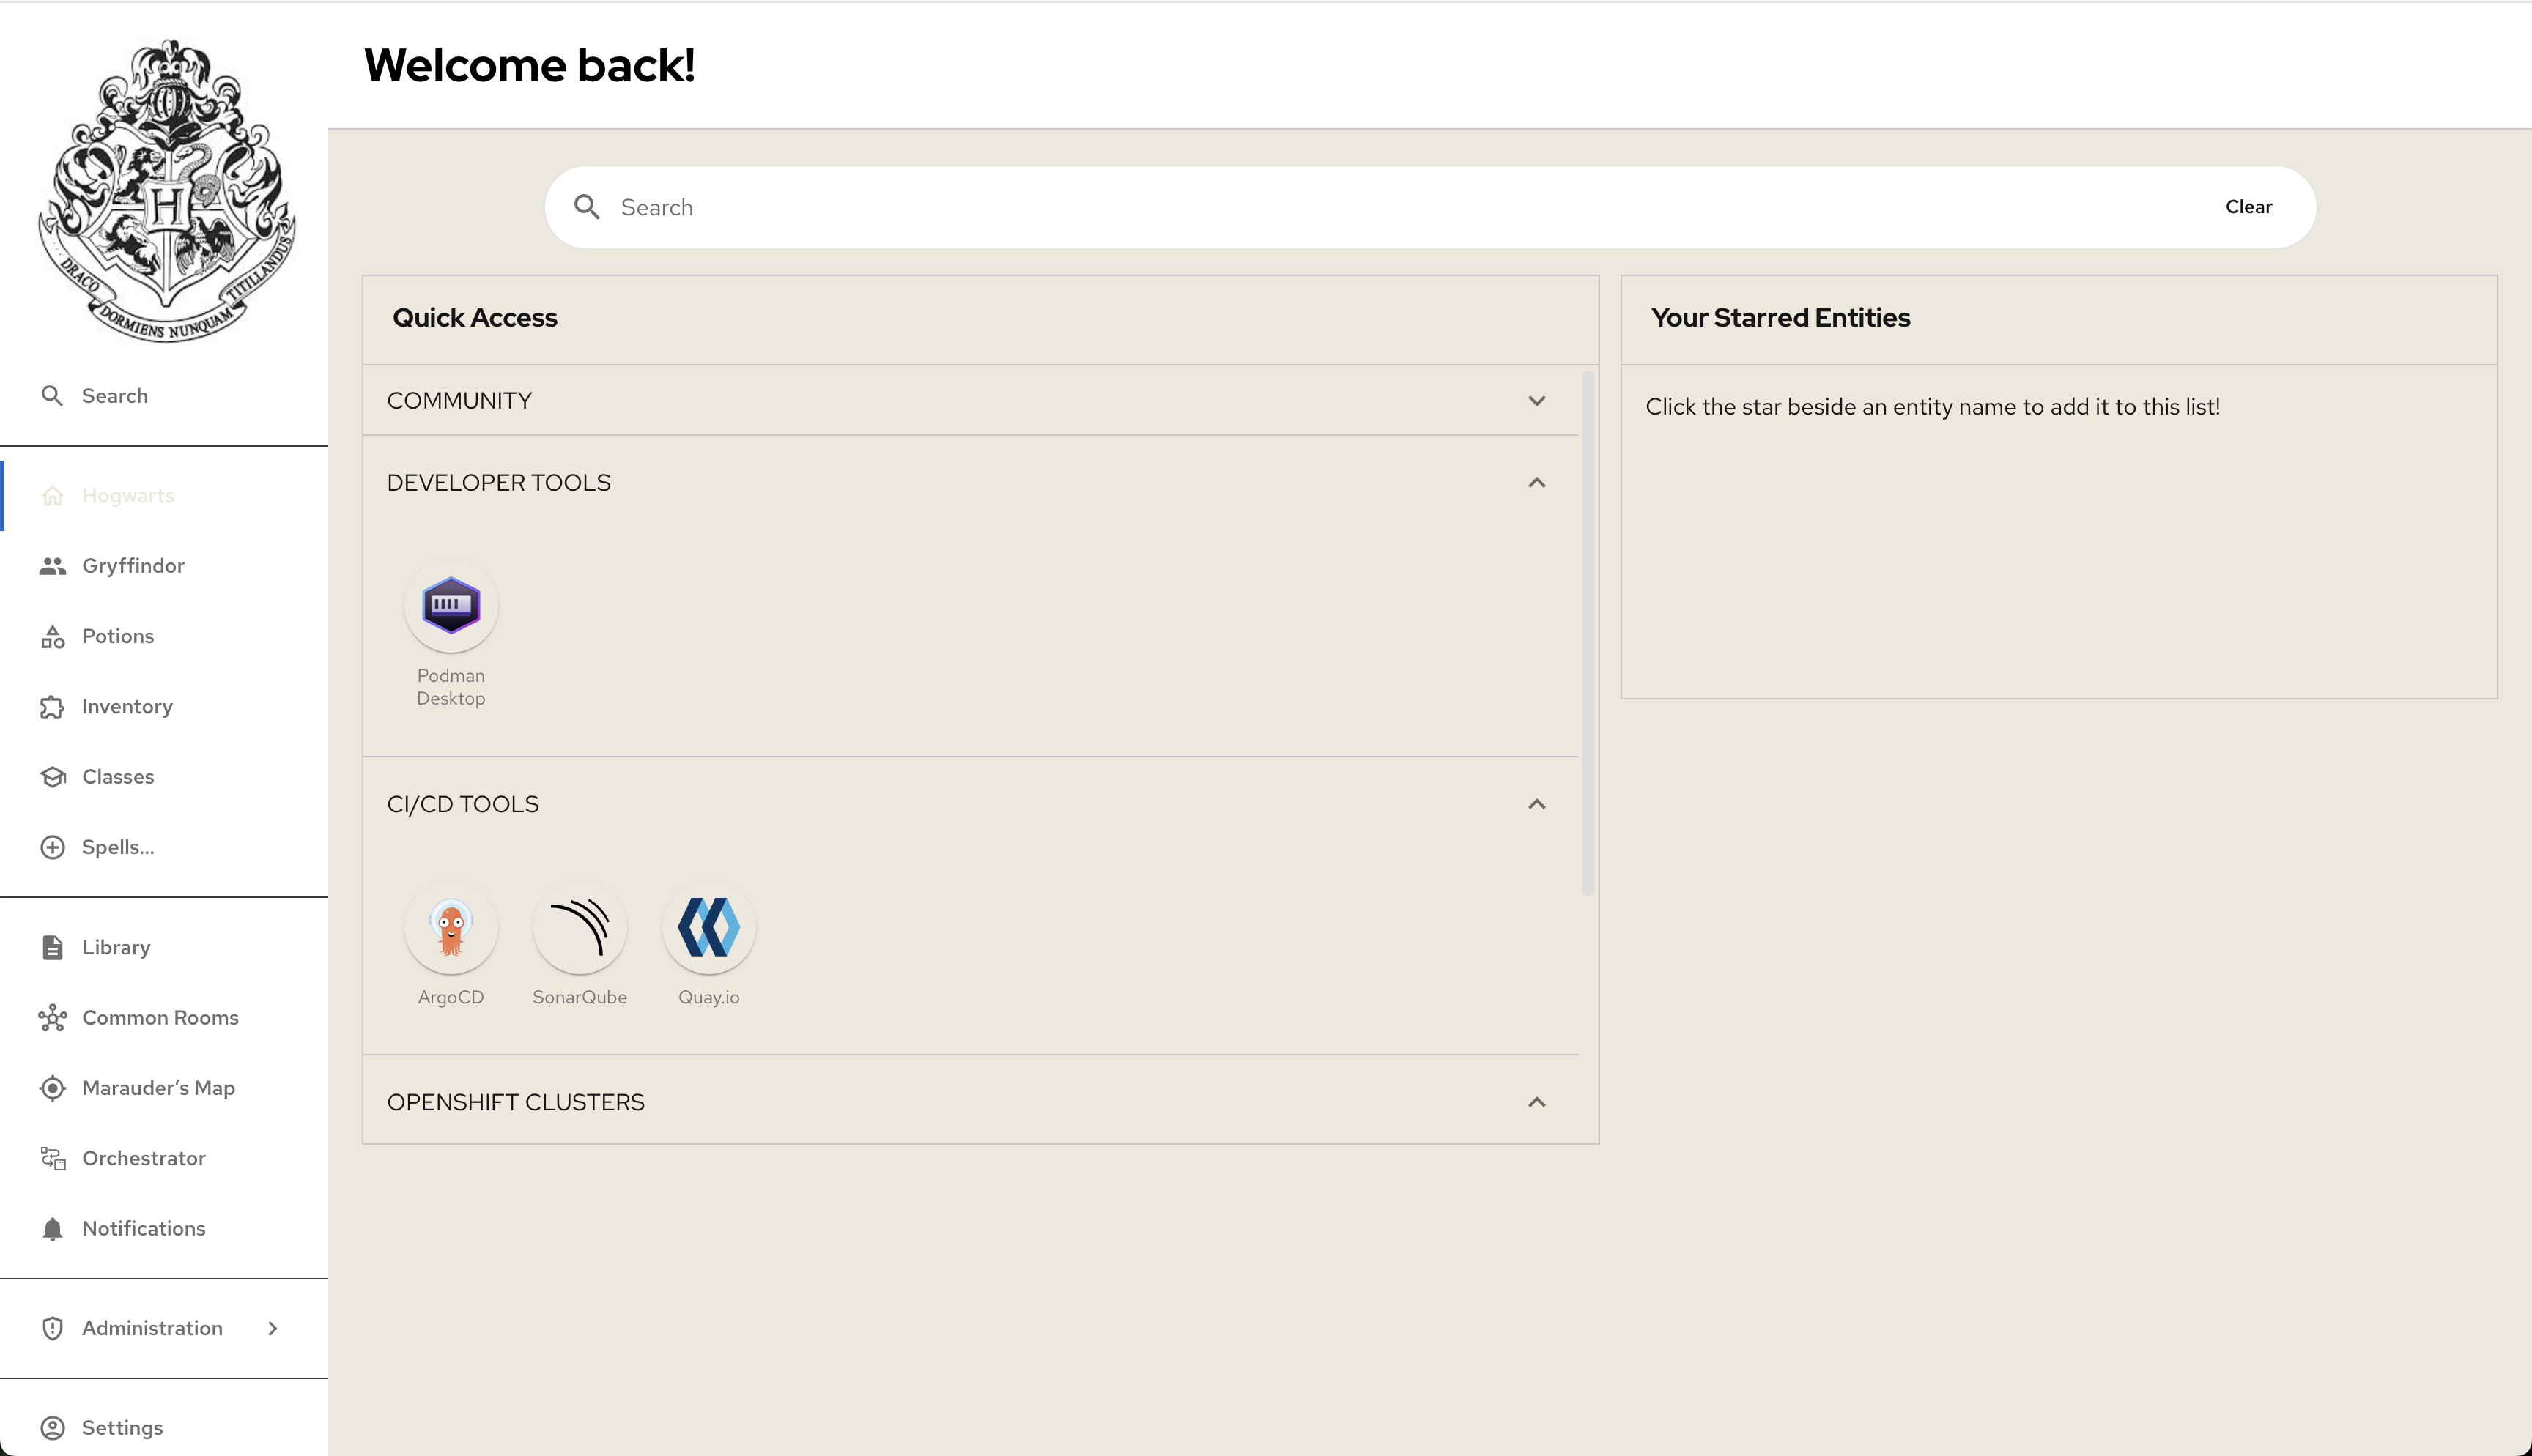 Welcome back!
H
DRACO DORMIENS NUNQUAM TITILLANDUS
Search
Hogwarts
Gryffindor
Potions
Inventory
Classes
Spells...
Library
Common Rooms
Marauder’s Map
Orchestrator
Notifications
Administration
Settings
Search
Clear
Quick Access
COMMUNITY
DEVELOPER TOOLS
Podman
Desktop
CI/CD TOOLS
ArgoCD
SonarQube
Quay.io
OPENSHIFT CLUSTERS
Your Starred Entities
Click the star beside an entity name to add it to this list!